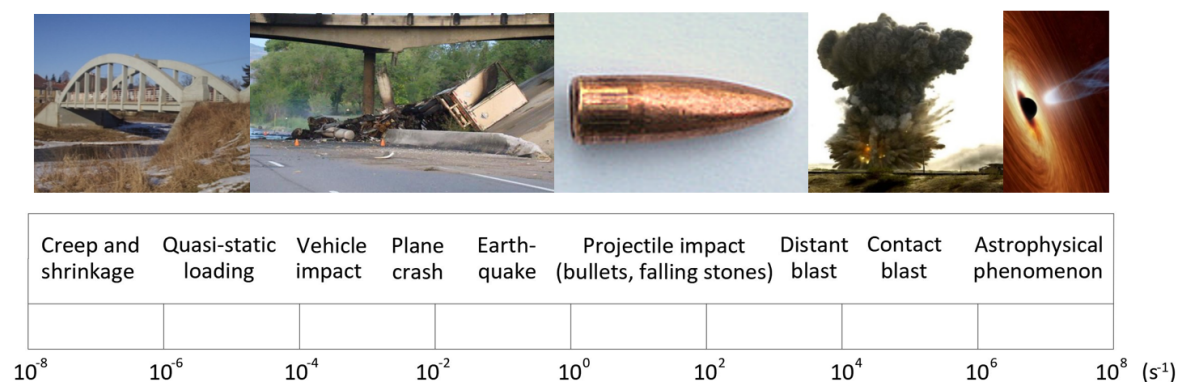 Creep and
shrinkage
Quasi-static
loading
Vehicle
impact
Plane
crash
Earth-
quake
Projectile impact
(bullets, falling stones)
Distant
blast
Contact
blast
Astrophysical
phenomenon
10⁻⁸ 10⁻⁶ 10⁻⁴ 10⁻² 10⁰ 10² 10⁴ 10⁶ 10⁸ (s⁻¹)